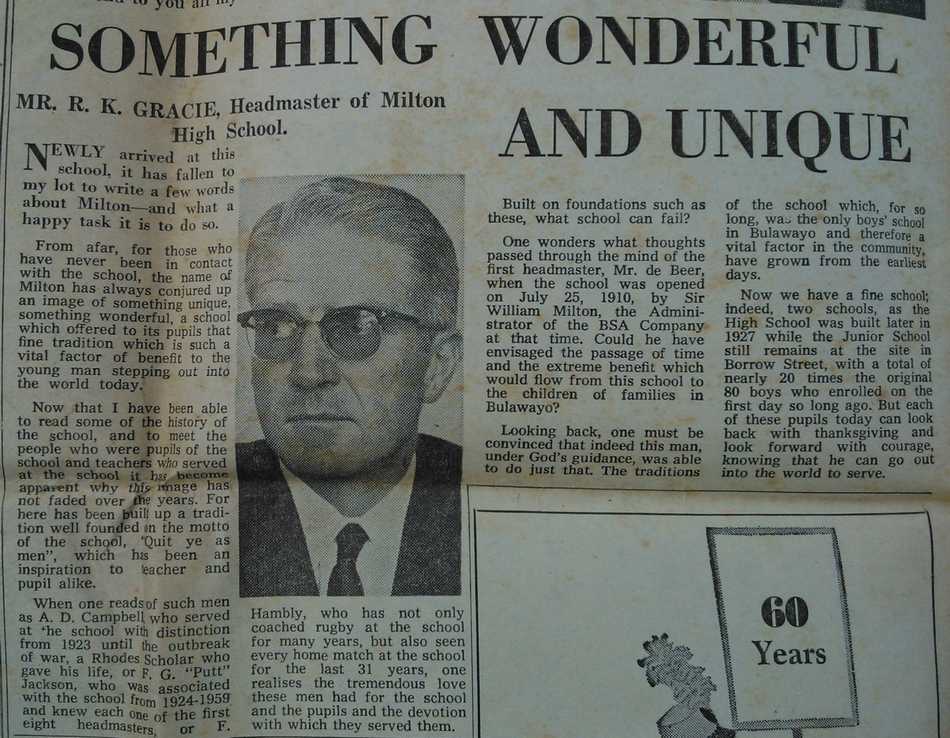 to you all my
SOMETHING WONDERFUL
AND UNIQUE
MR. R. K. GRACIE, Headmaster of Milton
High School.
NEWLY arrived at this
school, it has fallen to
my lot to write a few words
about Milton—and what a
happy task it is to do so.
From afar, for those who
have never been in contact
with the school, the name of
Milton has always conjured up
an image of something unique,
something wonderful, a school
which offered to its pupils that
fine tradition which is such a
vital factor of benefit to the
young man stepping out into
the world today.
Now that I have been able
to read some of the history of
the school, and to meet the
people who were pupils of the
school and teachers who served
at the school it has become
apparent why this image has
not faded over the years. For
here has been built up a tradi-
tion well founded on the motto
of the school, "Quit ye as
men", which has been an
inspiration to teacher and
pupil alike.
When one reads of such men
as A. D. Campbell, who served
at the school with distinction
from 1923 until the outbreak
of war, a Rhodes Scholar who
gave his life, or F. G. "Putt"
Jackson, who was associated
with the school from 1924-1959
and knew each one of the first
eight headmasters, or F.
Hambly, who has not only
coached rugby at the school
for many years, but also seen
every home match at the school
for the last 31 years, one
realises the tremendous love
these men had for the school
and the pupils and the devotion
with which they served them.
Built on foundations such as
these, what school can fail?
One wonders what thoughts
passed through the mind of the
first headmaster, Mr. de Beer,
when the school was opened
on July 25, 1910, by Sir
William Milton, the Admini-
strator of the BSA Company
at that time. Could he have
envisaged the passage of time
and the extreme benefit which
would flow from this school to
the children of families in
Bulawayo?
Looking back, one must be
convinced that indeed this man,
under God's guidance, was able
to do just that. The traditions
of the school which, for so
long, was the only boys' school
in Bulawayo and therefore a
vital factor in the community,
have grown from the earliest
days.
Now we have a fine school;
indeed, two schools, as the
High School was built later in
1927 while the Junior School
still remains at the site in
Borrow Street, with a total of
nearly 20 times the original
80 boys who enrolled on the
first day so long ago. But each
of these pupils today can look
back with thanksgiving and
look forward with courage,
knowing that he can go out
into the world to serve.
60
Years